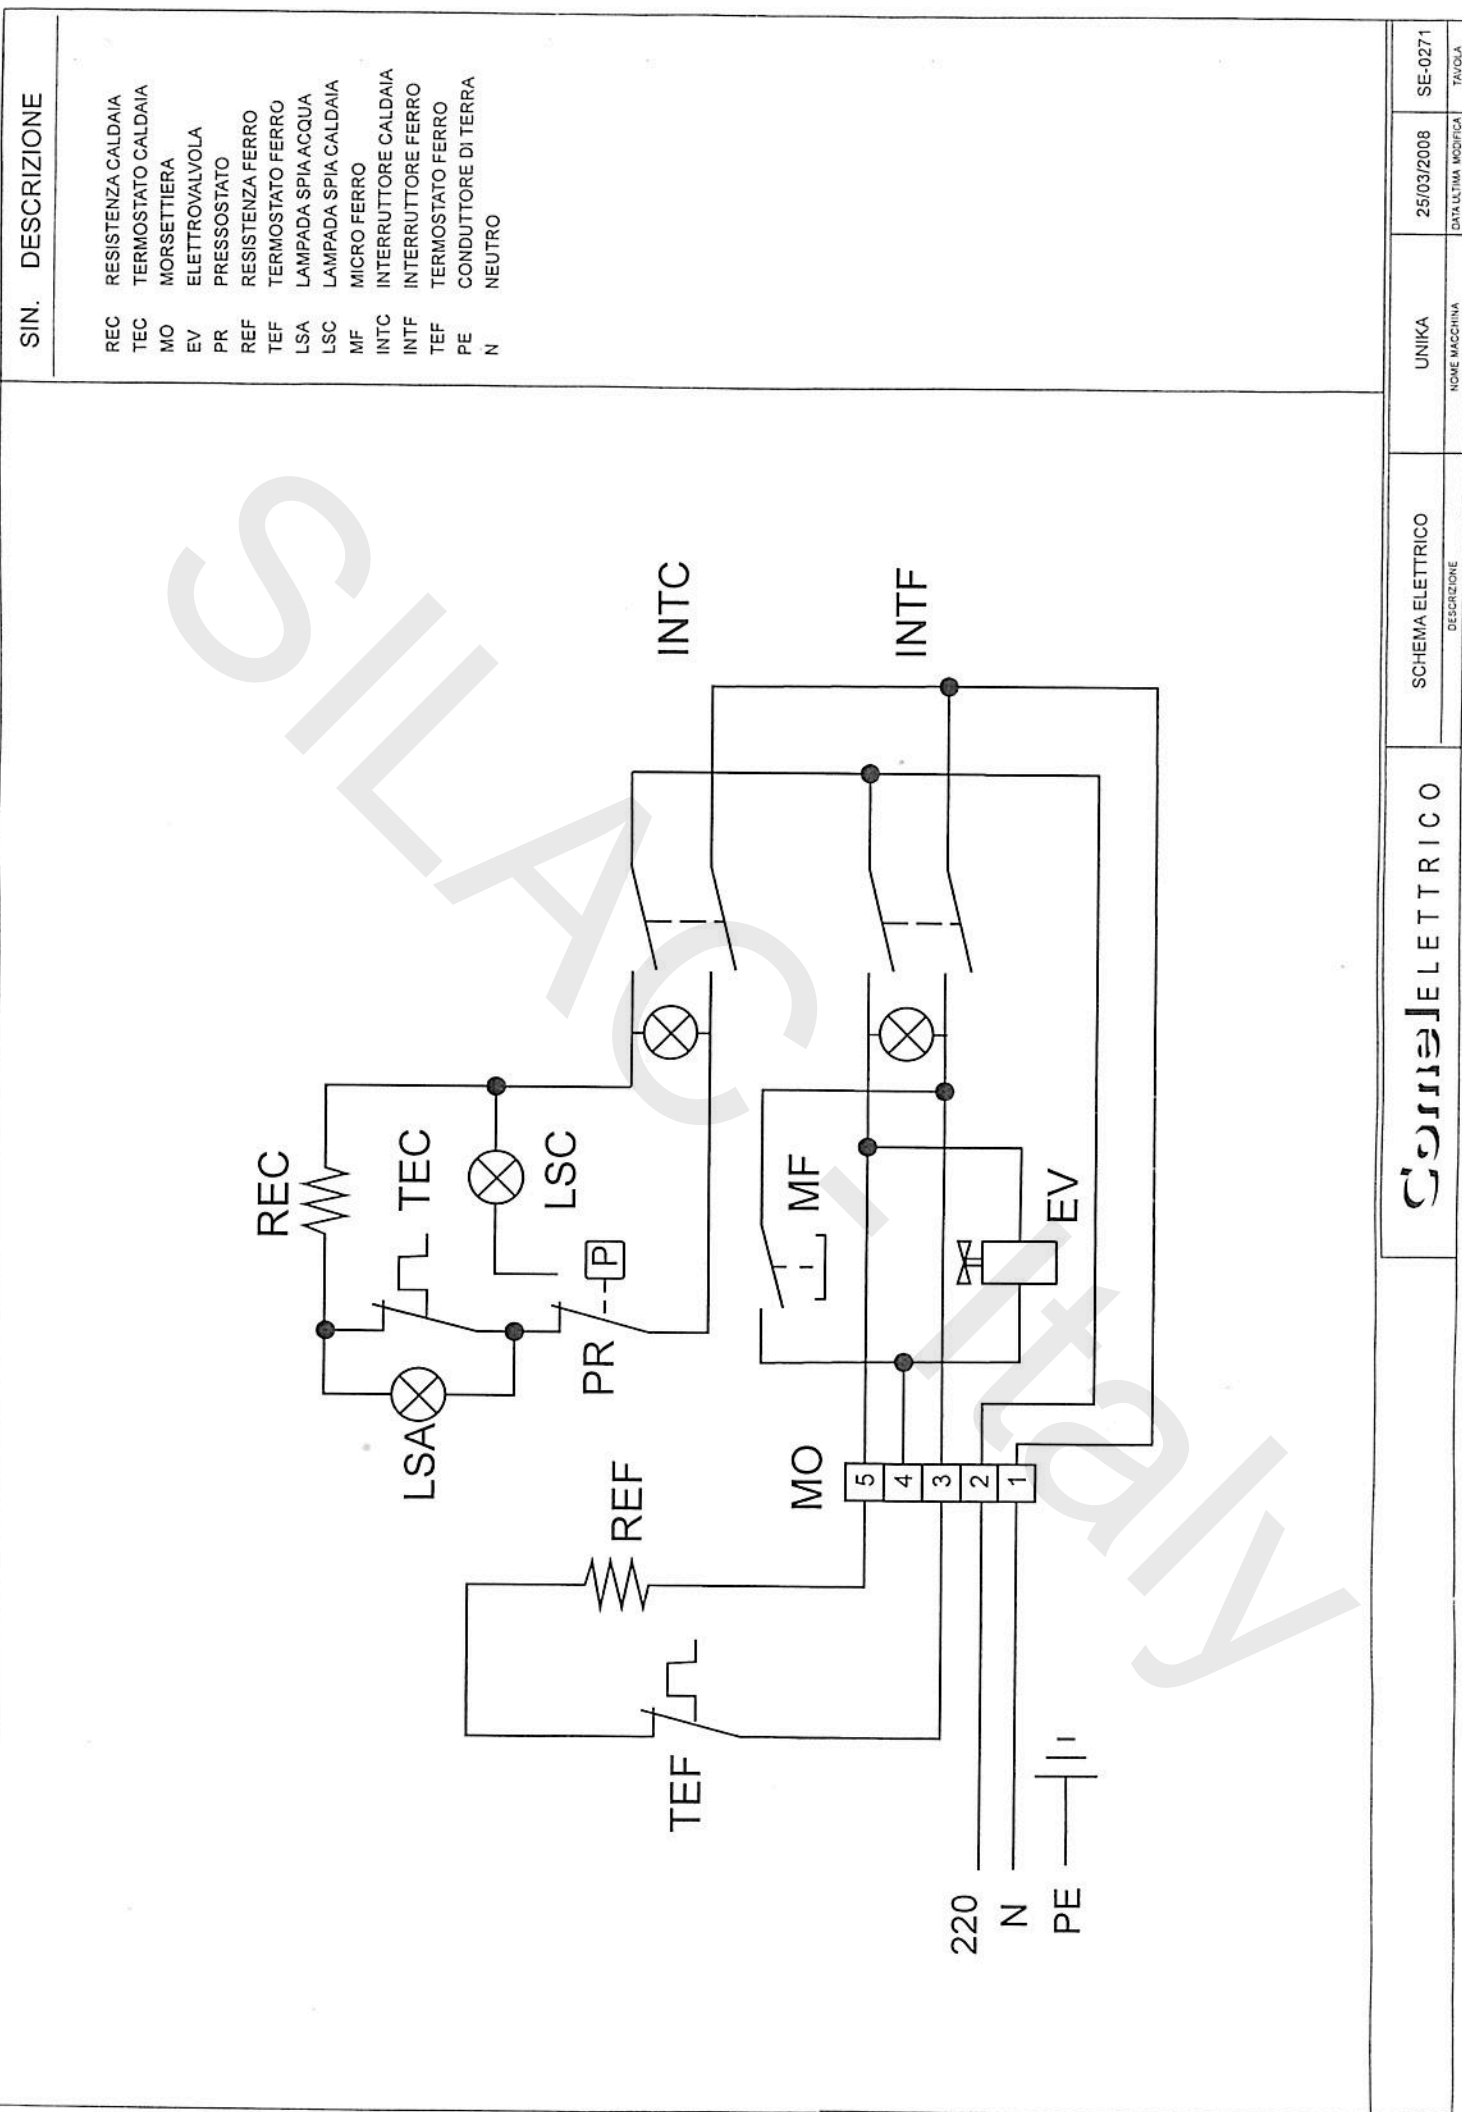 SIN. DESCRIZIONE
REC RESISTENZA CALDAIA
TEC TERMOSTATO CALDAIA
MO MORSETTIERA
EV ELETTROVALVOLA
PR PRESSOSTATO
REF RESISTENZA FERRO
TEF TERMOSTATO FERRO
LSA LAMPADA SPIA ACQUA
LSC LAMPADA SPIA CALDAIA
MF MICRO FERRO
INTC INTERRUTTORE CALDAIA
INTF INTERRUTTORE FERRO
TEF TERMOSTATO FERRO
PE CONDUTTORE DI TERRA
N NEUTRO
REC
TEC
LSC
LSA
P
PR
INTC
INTF
REF
TEF
MF
EV
MO
5
4
3
2
1
220
N
PE
SILAC - Italy
Comel ELETTRICO
SCHEMA ELETTRICO
DESCRIZIONE
UNIKA
NOME MACCHINA
25/03/2008
DATA ULTIMA MODIFICA
SE-0271
TAVOLA